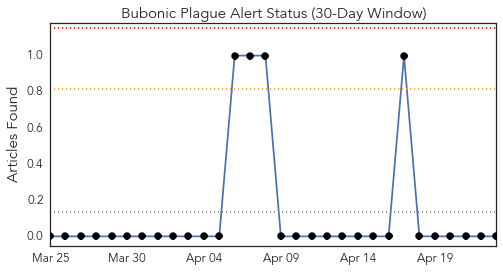 Bubonic Plague Alert Status (30-Day Window)
Articles Found
1.0
0.8
0.6
0.4
0.2
0.0
Mar 25 Mar 30 Apr 04 Apr 09 Apr 14 Apr 19